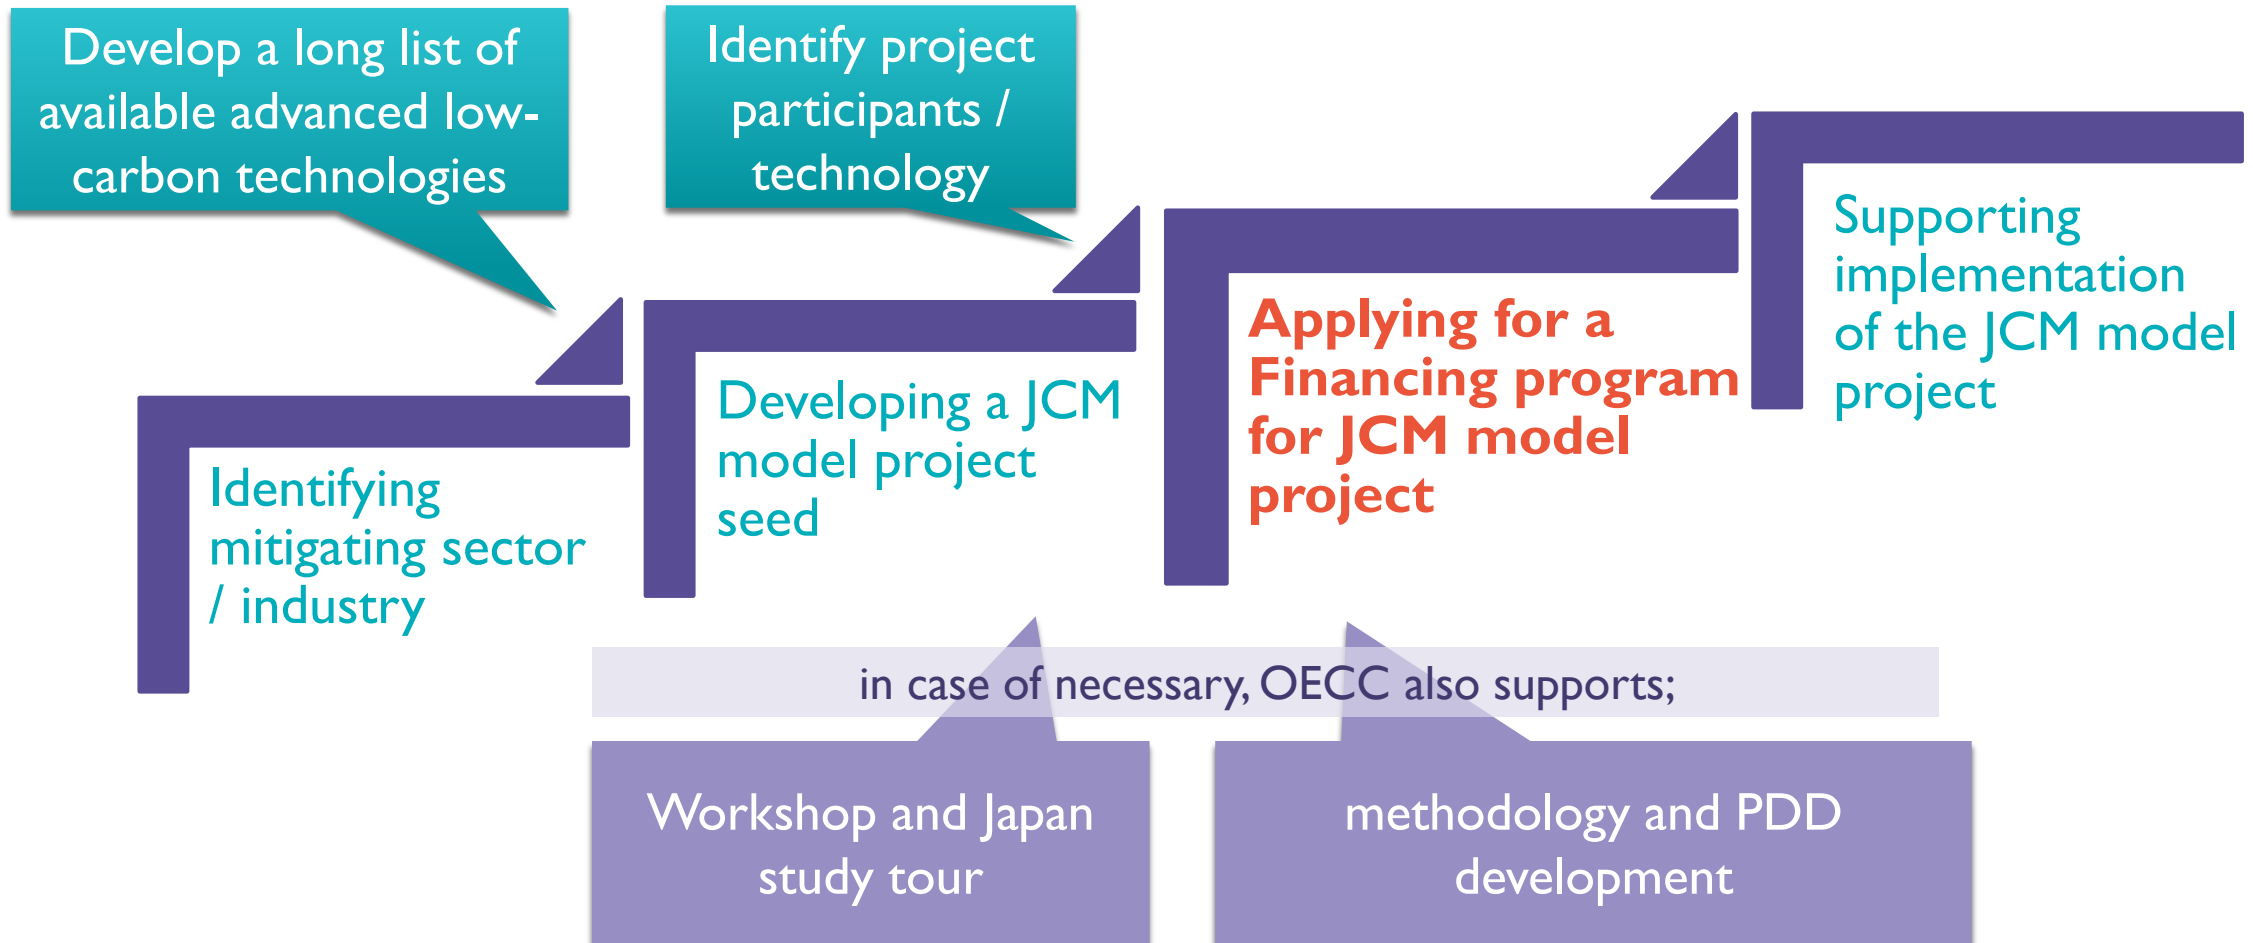 Develop a long list of
available advanced low-
carbon technologies
Identify project
participants /
technology
Identifying
mitigating sector
/ industry
Developing a JCM
model project
seed
Applying for a
Financing program
for JCM model
project
Supporting
implementation
of the JCM model
project
in case of necessary, OECC also supports;
Workshop and Japan
study tour
methodology and PDD
development